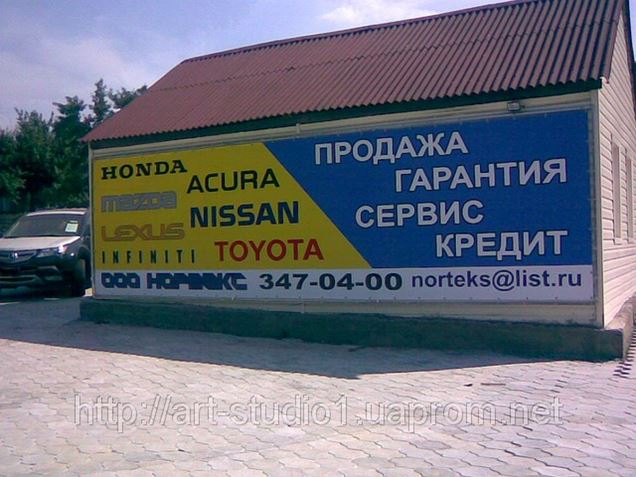 HONDA
ACURA
mazda
NISSAN
LEXUS
INFINITI
TOYOTA
ПРОДАЖА
ГАРАНТИЯ
СЕРВИС
КРЕДИТ
ООО 347-04-00 norteks@list.ru
http://art-studio1.uaprom.net